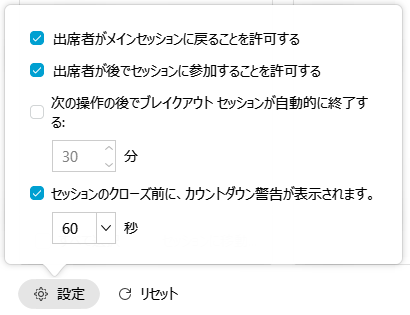 出席者がメインセッションに戻ることを許可する
出席者が後でセッションに参加することを許可する
次の操作の後でブレイクアウト セッションが自動的に終了す
る:
30 分
セッションのクローズ前に、カウントダウン警告が表示されます。
60 秒
設定 リセット